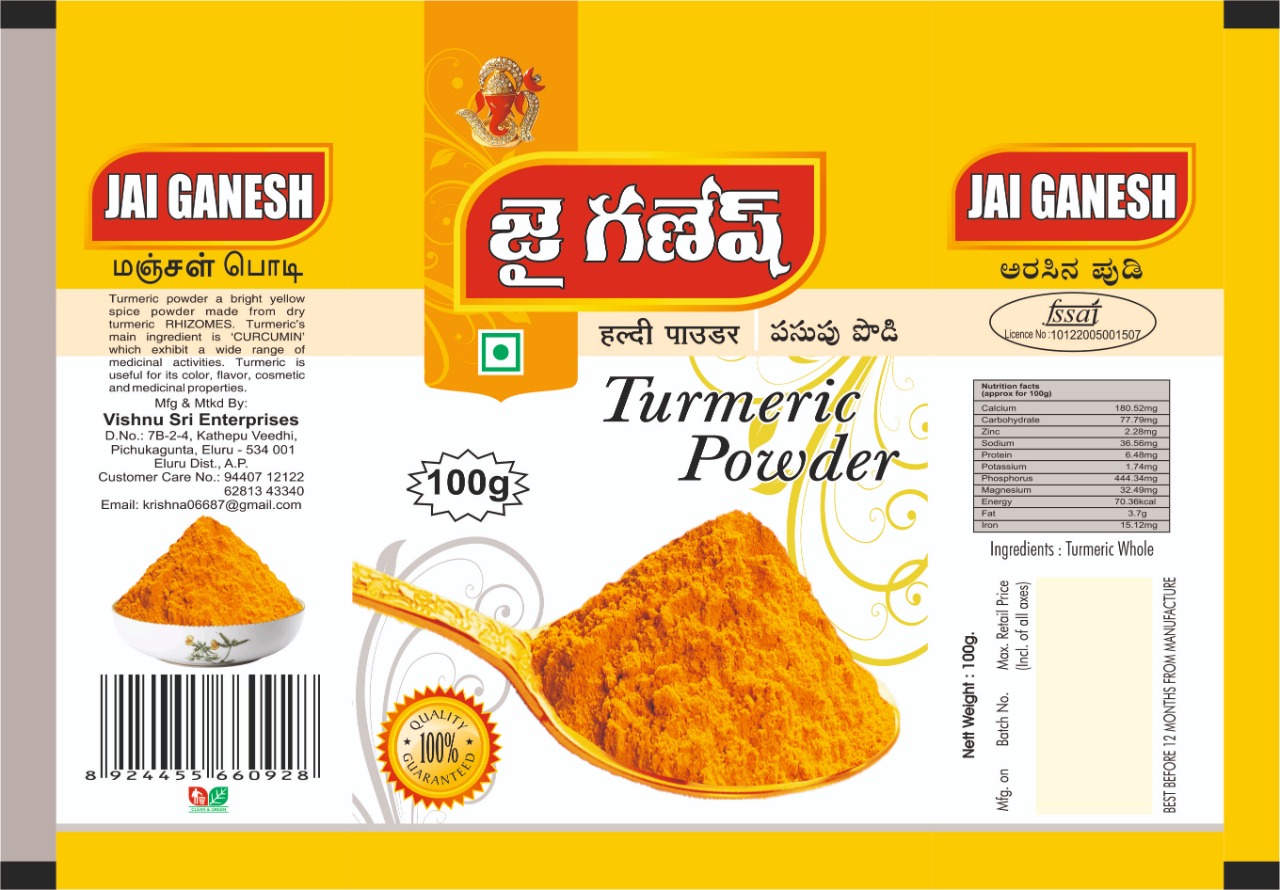 JAI GANESH
மஞ்சள் பொடி
Turmeric powder a bright yellow
spice powder made from dry
turmeric RHIZOMES. Turmeric's
main ingredient is ‘CURCUMIN’
which exhibit a wide range of
medicinal activities. Turmeric is
useful for its color, flavor, cosmetic
and medicinal properties.
Mfg & Mtkd By:
Vishnu Sri Enterprises
D.No.: 7B-2-4, Kathepu Veedhi,
Pichukagunta, Eluru - 534 001
Eluru Dist., A.P.
Customer Care No.: 94407 12122
62813 43340
Email: krishna06687@gmail.com
8 924455 660928
CLEAN & GREEN
జై గణేష్
हल्दी पाउडर
పసుపు పొడి
Turmeric
Powder
100g
QUALITY
100%
GUARANTEED
JAI GANESH
ಅರಸಿನ ಪುಡಿ
fssai
Licence No :10122005001507
Nutrition facts
(approx for 100g)
Calcium 180.52mg
Carbohydrate 77.79mg
Zinc 2.28mg
Sodium 36.56mg
Protein 6.48mg
Potassium 1.74mg
Phosphorus 444.34mg
Magnesium 32.49mg
Energy 70.36kcal
Fat 3.7g
Iron 15.12mg
Ingredients : Turmeric Whole
Nett Weight : 100g.
Mfg. on Batch No. Max. Retail Price
(Incl. of all axes)
BEST BEFORE 12 MONTHS FROM MANUFACTURE